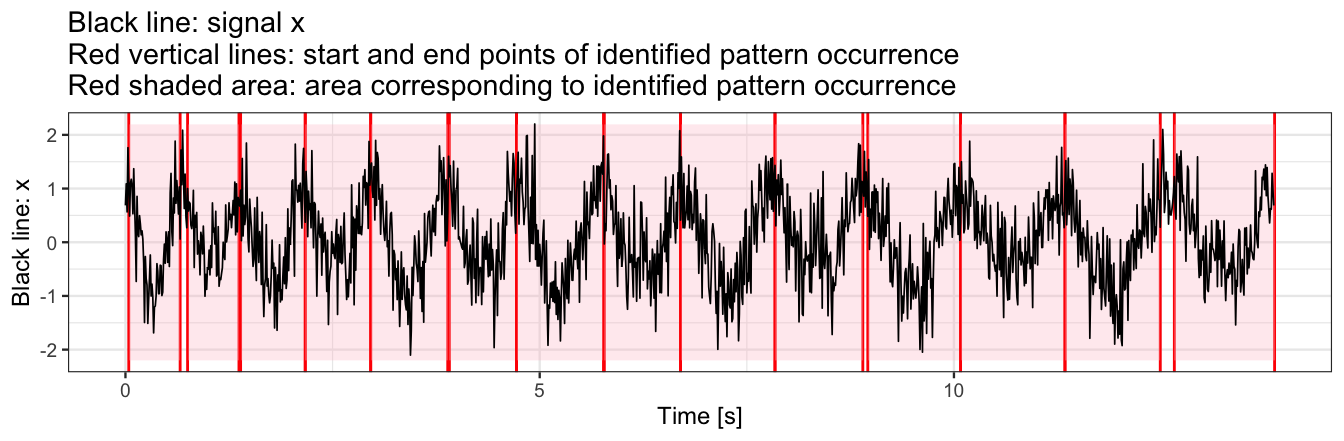 Black line: signal x
Red vertical lines: start and end points of identified pattern occurrence
Red shaded area: area corresponding to identified pattern occurrence
Black line: x
2
1
0
-1
-2
0
5
10
Time [s]